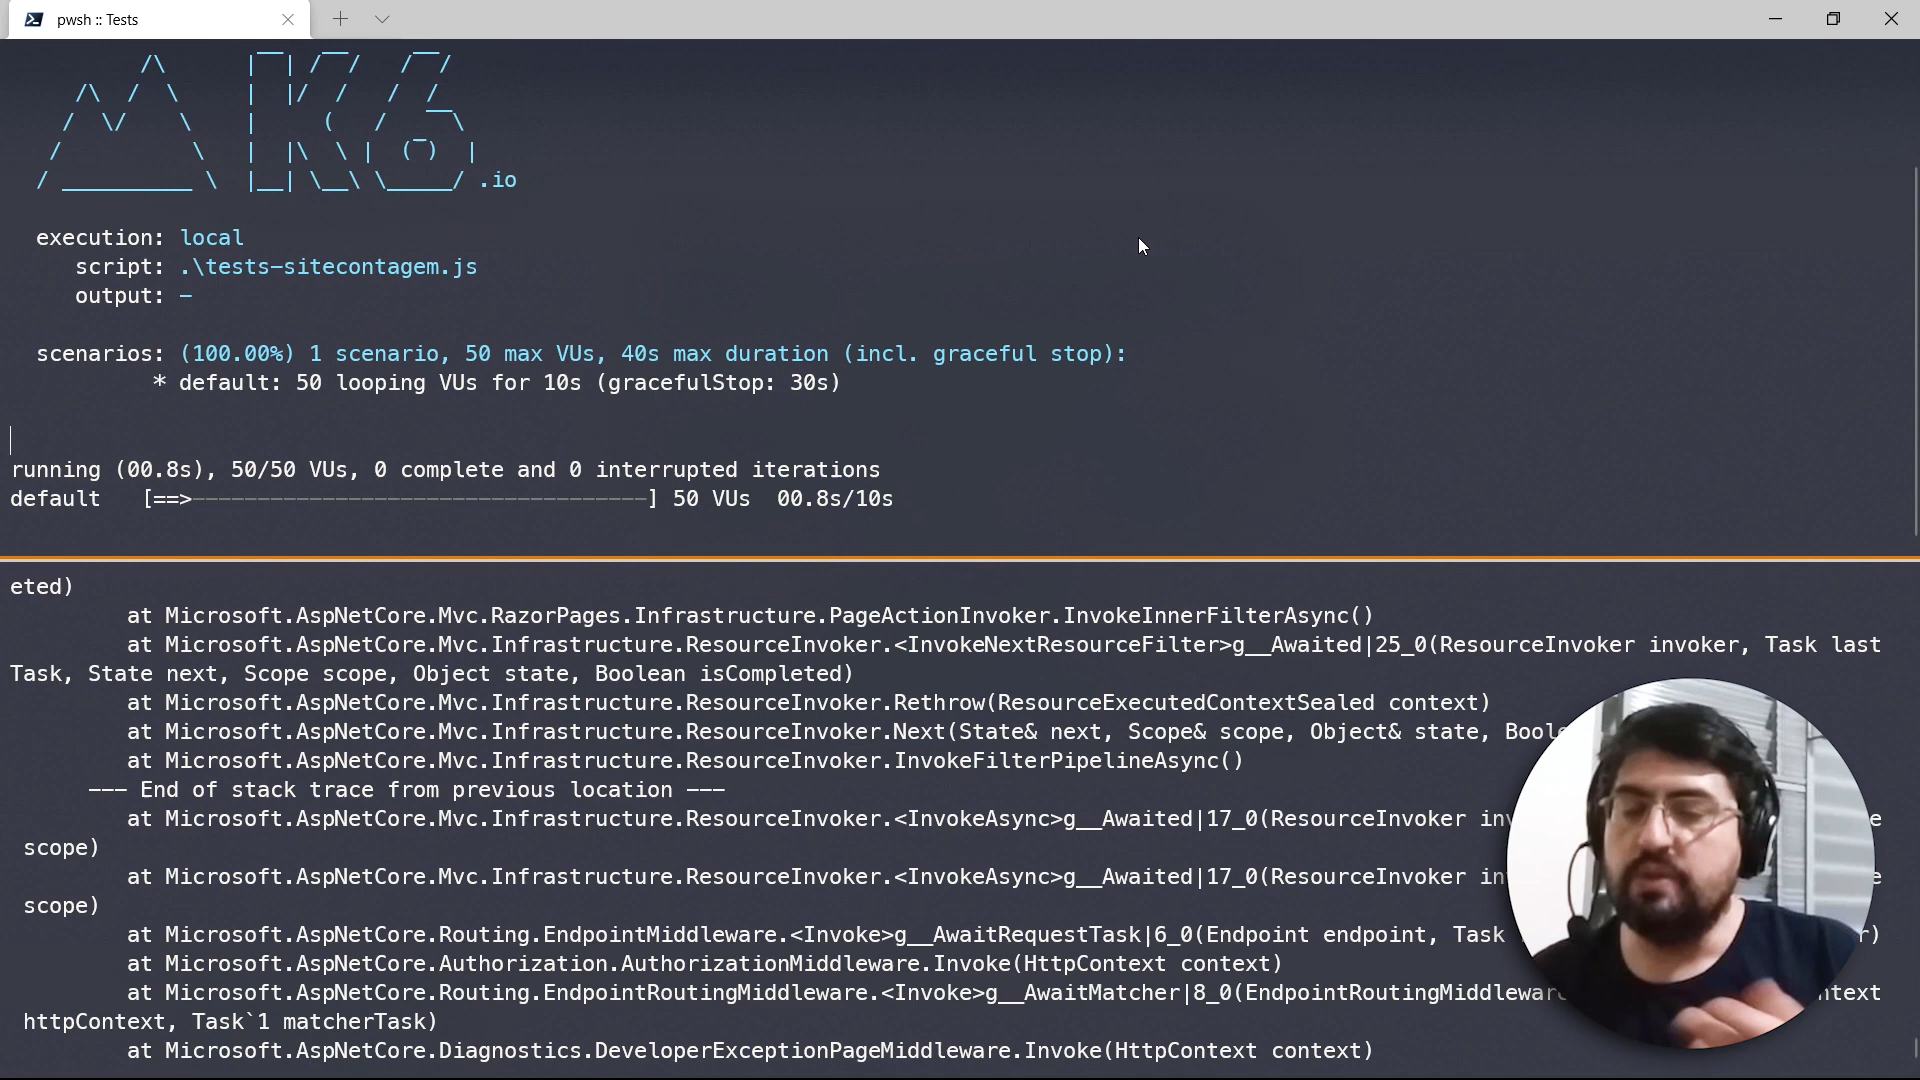 pwsh :: Tests
K6 .io
execution: local
script: .\tests-sitecontagem.js
output: -
scenarios: (100.00%) 1 scenario, 50 max VUs, 40s max duration (incl. graceful stop):
* default: 50 looping VUs for 10s (gracefulStop: 30s)
running (00.8s), 50/50 VUs, 0 complete and 0 interrupted iterations
default [==>-----------------------------------] 50 VUs 00.8s/10s
eted)
at Microsoft.AspNetCore.Mvc.RazorPages.Infrastructure.PageActionInvoker.InvokeInnerFilterAsync()
at Microsoft.AspNetCore.Mvc.Infrastructure.ResourceInvoker.<InvokeNextResourceFilter>g__Awaited|25_0(ResourceInvoker invoker, Task last
Task, State next, Scope scope, Object state, Boolean isCompleted)
at Microsoft.AspNetCore.Mvc.Infrastructure.ResourceInvoker.Rethrow(ResourceExecutedContextSealed context)
at Microsoft.AspNetCore.Mvc.Infrastructure.ResourceInvoker.Next(State& next, Scope& scope, Object& state,
at Microsoft.AspNetCore.Mvc.Infrastructure.ResourceInvoker.InvokeFilterPipelineAsync()
--- End of stack trace from previous location ---
at Microsoft.AspNetCore.Mvc.Infrastructure.ResourceInvoker.<InvokeAsync>g__Awaited|17_0(ResourceInvoker
scope)
at Microsoft.AspNetCore.Mvc.Infrastructure.ResourceInvoker.<InvokeAsync>g__Awaited|17_0(ResourceInvoker
scope)
at Microsoft.AspNetCore.Routing.EndpointMiddleware.<Invoke>g__AwaitRequestTask|6_0(Endpoint endpoint, Task
at Microsoft.AspNetCore.Authorization.AuthorizationMiddleware.Invoke(HttpContext context)
at Microsoft.AspNetCore.Routing.EndpointRoutingMiddleware.<Invoke>g__AwaitMatcher|8_0(EndpointRoutingMiddleware
httpContext, Task`1 matcherTask)
at Microsoft.AspNetCore.Diagnostics.DeveloperExceptionPageMiddleware.Invoke(HttpContext context)